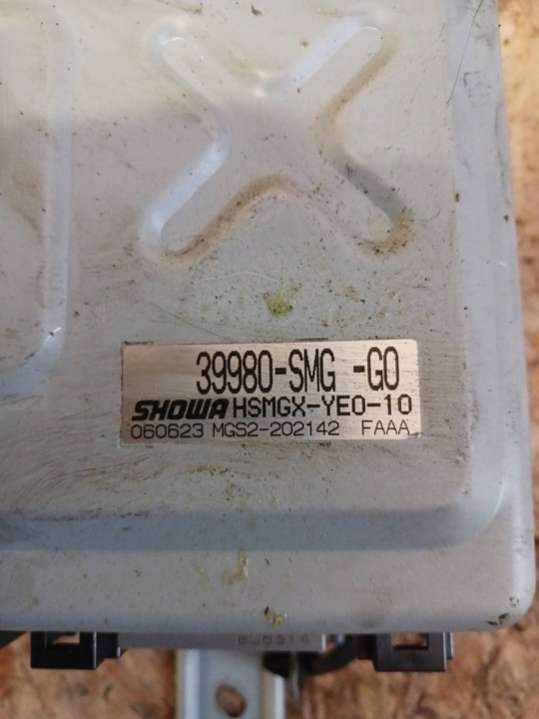 39980-SMG -G0
SHOWA HSMGX-YE0-10
060623 MGS2-202142 FAAA